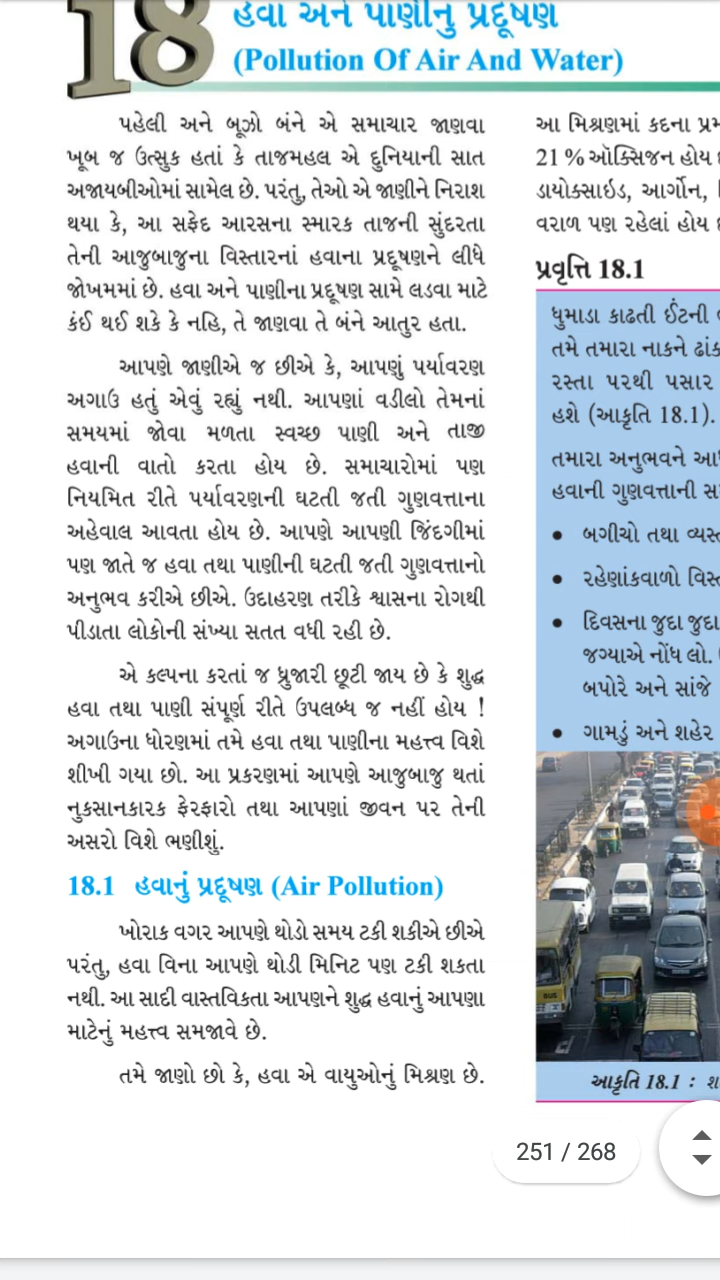 18
હવા અને પાણીનું પ્રદૂષણ
(Pollution Of Air And Water)
પહેલી અને બૂઝો બંને એ સમાચાર જાણવા
ખૂબ જ ઉત્સુક હતાં કે તાજમહલ એ દુનિયાની સાત
અજાયબીઓમાં સામેલ છે. પરંતુ, તેઓ એ જાણીને નિરાશ
થયા કે, આ સફેદ આરસના સ્મારક તાજની સુંદરતા
તેની આજુબાજુના વિસ્તારનાં હવાના પ્રદૂષણને લીધે
જોખમમાં છે. હવા અને પાણીના પ્રદૂષણ સામે લડવા માટે
કંઈ થઈ શકે કે નહિ, તે જાણવા તે બંને આતુર હતા.
આપણે જાણીએ જ છીએ કે, આપણું પર્યાવરણ
અગાઉ હતું એવું રહ્યું નથી. આપણાં વડીલો તેમનાં
સમયમાં જોવા મળતા સ્વચ્છ પાણી અને તાજી
હવાની વાતો કરતા હોય છે. સમાચારોમાં પણ
નિયમિત રીતે પર્યાવરણની ઘટતી જતી ગુણવત્તાના
અહેવાલ આવતા હોય છે. આપણે આપણી જિંદગીમાં
પણ જાતે જ હવા તથા પાણીની ઘટતી જતી ગુણવત્તાનો
અનુભવ કરીએ છીએ. ઉદાહરણ તરીકે શ્વાસના રોગથી
પીડાતા લોકોની સંખ્યા સતત વધી રહી છે.
એ કલ્પના કરતાં જ ધ્રુજારી છૂટી જાય છે કે શુદ્ધ
હવા તથા પાણી સંપૂર્ણ રીતે ઉપલબ્ધ જ નહીં હોય !
અગાઉના ધોરણમાં તમે હવા તથા પાણીના મહત્ત્વ વિશે
શીખી ગયા છો. આ પ્રકરણમાં આપણે આજુબાજુ થતાં
નુકસાનકારક ફેરફારો તથા આપણાં જીવન પર તેની
અસરો વિશે ભણીશું.
18.1 હવાનું પ્રદૂષણ (Air Pollution)
ખોરાક વગર આપણે થોડો સમય ટકી શકીએ છીએ
પરંતુ, હવા વિના આપણે થોડી મિનિટ પણ ટકી શકતા
નથી. આ સાદી વાસ્તવિકતા આપણને શુદ્ધ હવાનું આપણા
માટેનું મહત્ત્વ સમજાવે છે.
તમે જાણો છો કે, હવા એ વાયુઓનું મિશ્રણ છે.
આ મિશ્રણમાં કદના
21 % ઑક્સિજન હોય
ડાયોક્સાઇડ, આર્ગોન,
વરાળ પણ રહેલાં હોય
પ્રવૃત્તિ 18.1
ધુમાડા કાઢતી ઈંટની
તમે તમારા નાકને
રસ્તા પરથી પસાર
હશે (આકૃતિ 18.1).
તમારા અનુભવને
હવાની ગુણવત્તાની
• બગીચો તથા
• રહેણાંકવાળો
• દિવસના જુદા જુદા
જગ્યાએ નોંધ લો.
બપોરે અને સાંજે
• ગામડું અને શહેર
BUS
આકૃતિ 18.1 :
251 / 268